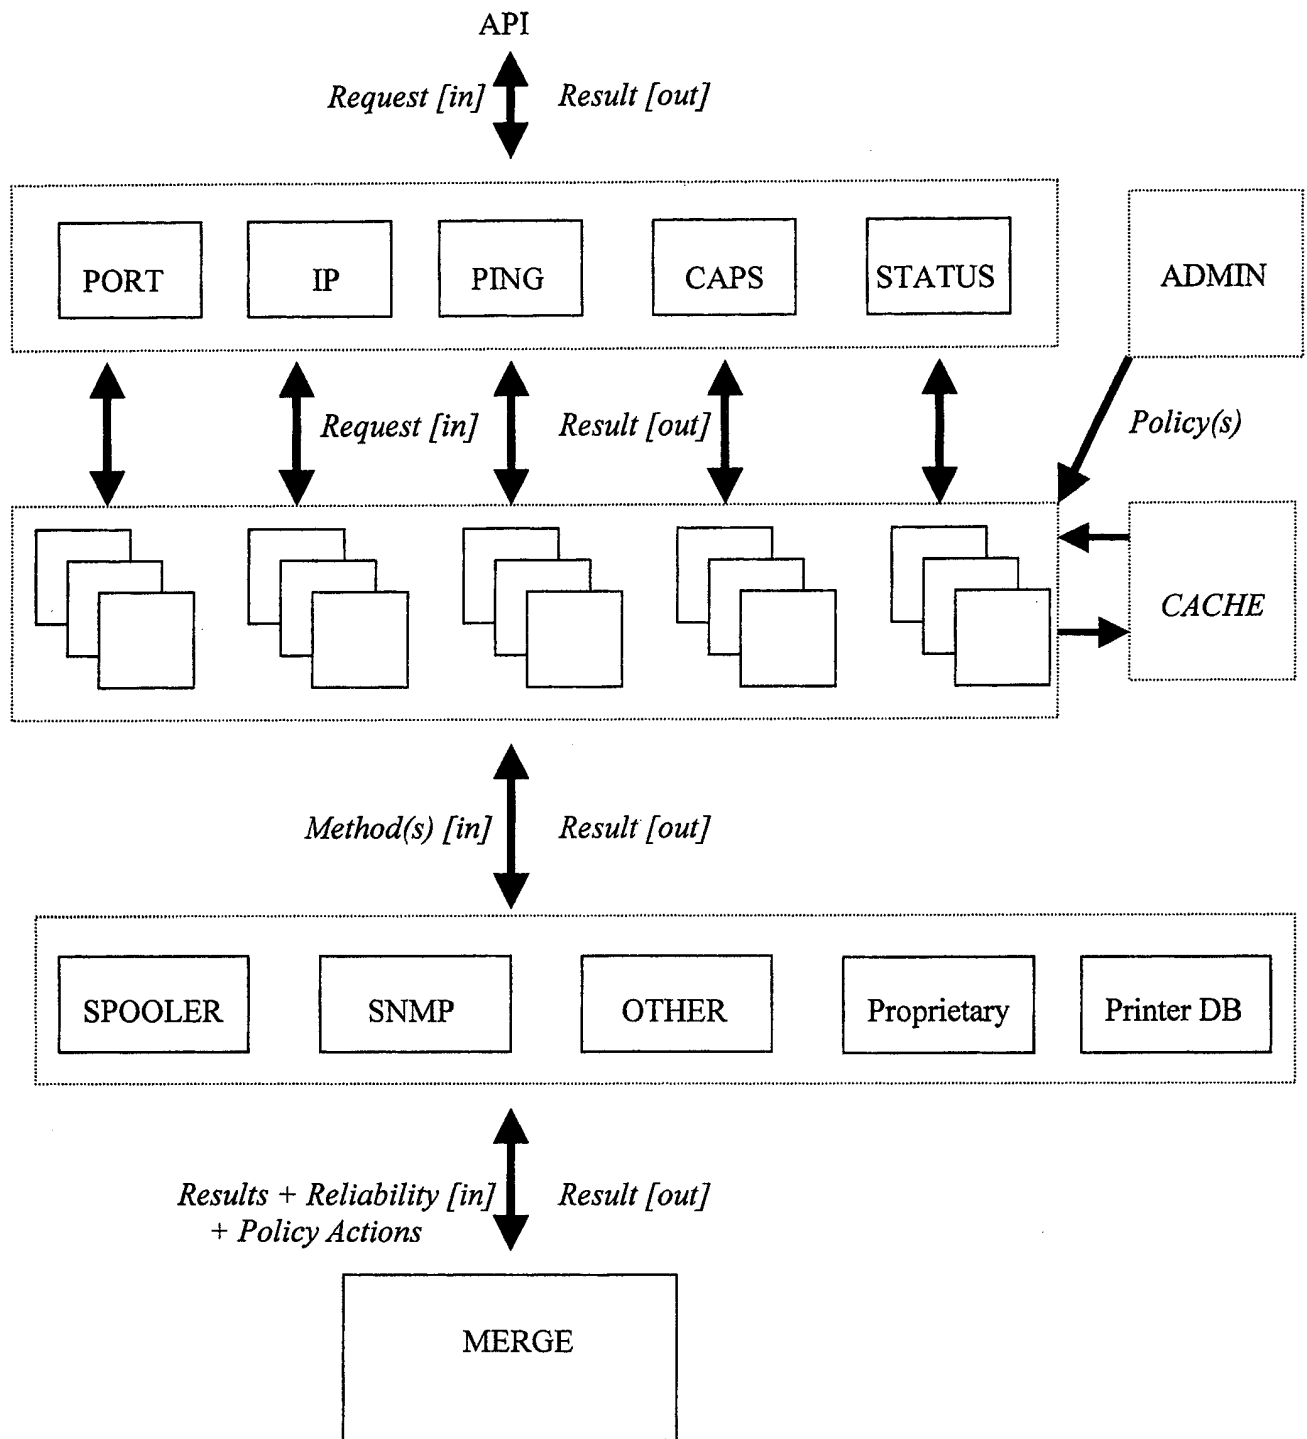 API
Request [in] Result [out]
PORT IP PING CAPS STATUS ADMIN
Request [in] Result [out] Policy(s)
CACHE
Method(s) [in] Result [out]
SPOOLER SNMP OTHER Proprietary Printer DB
Results + Reliability [in] Result [out]
+ Policy Actions
MERGE